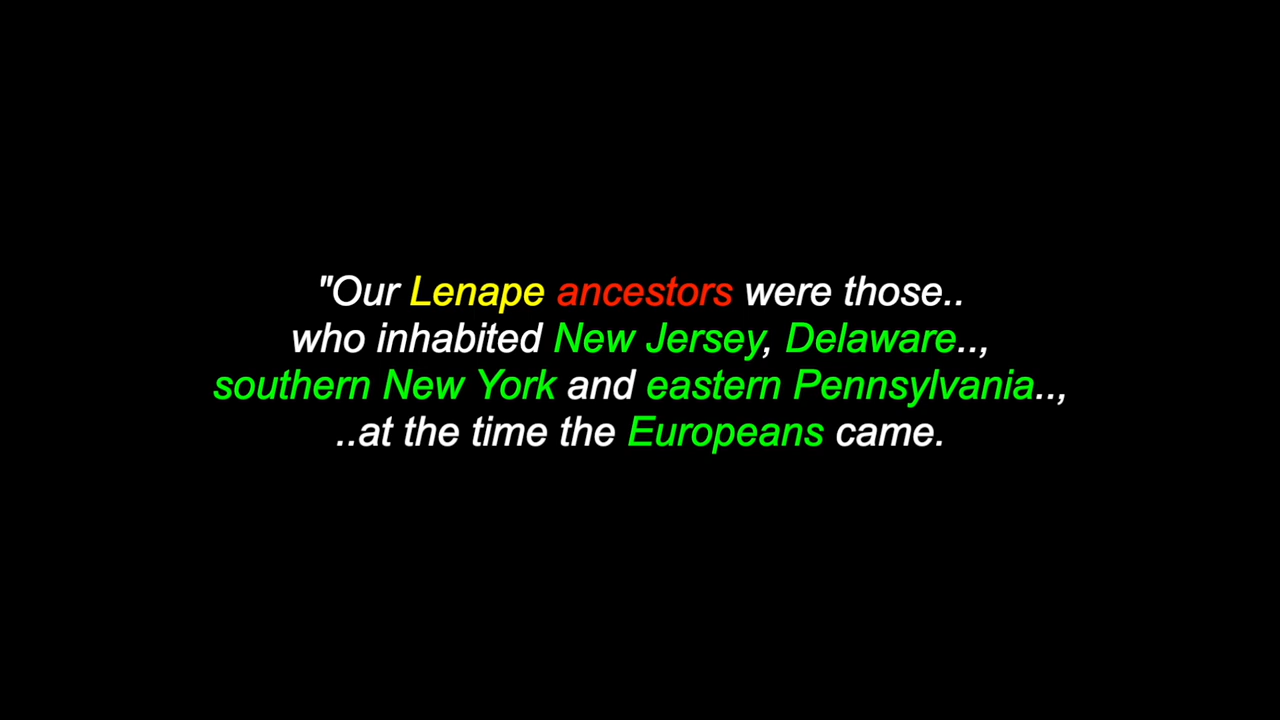 "Our Lenape ancestors were those..
who inhabited New Jersey, Delaware..,
southern New York and eastern Pennsylvania..,
..at the time the Europeans came.